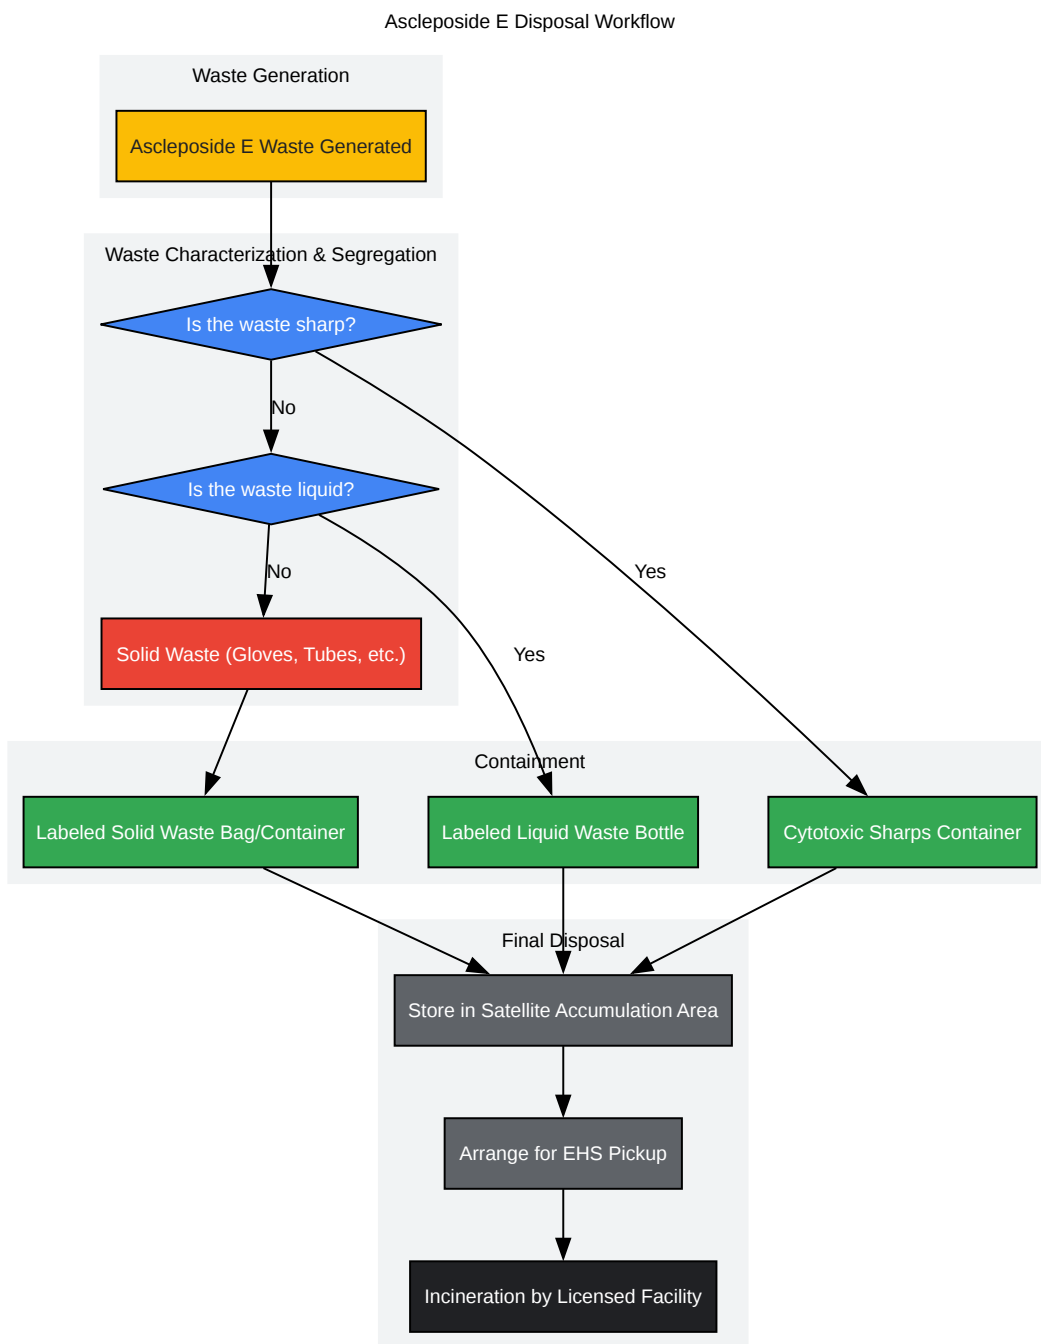 Ascleposide E Disposal Workflow
Waste Generation
Ascleposide E Waste Generated
Waste Characterization & Segregation
Is the waste sharp?
No
Is the waste liquid?
No
Yes
Solid Waste (Gloves, Tubes, etc.)
Yes
Containment
Labeled Solid Waste Bag/Container
Labeled Liquid Waste Bottle
Cytotoxic Sharps Container
Final Disposal
Store in Satellite Accumulation Area
Arrange for EHS Pickup
Incineration by Licensed Facility